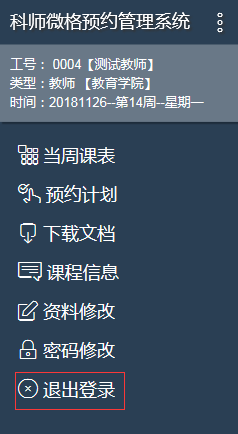 科师微格预约管理系统
工号： 0004【测试教师】
类型：教师 【教育学院】
时间：20181126--第14周--星期一
当周课表
预约计划
下载文档
课程信息
资料修改
密码修改
退出登录